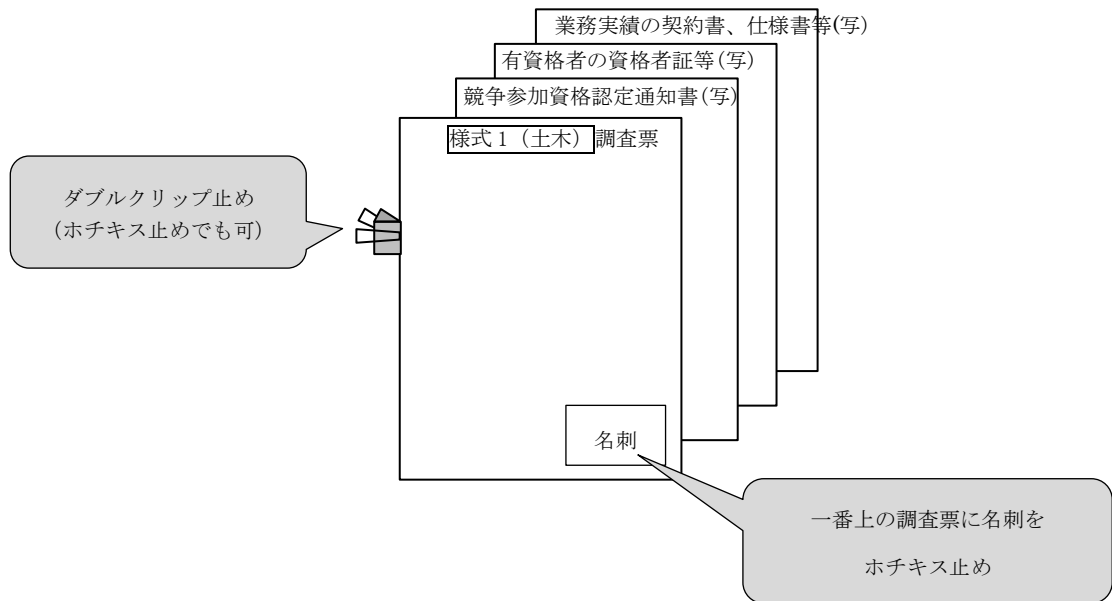 業務実績の契約書、仕様書等(写)
有資格者の資格者証等(写)
競争参加資格認定通知書(写)
様式1（土木）調査票
ダブルクリップ止め
(ホチキス止めでも可)
名刺
一番上の調査票に名刺を
ホチキス止め